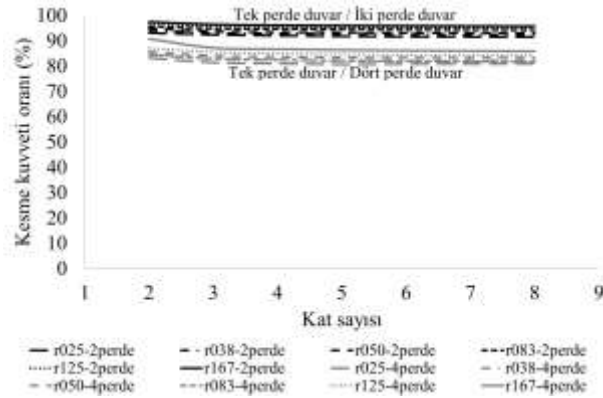 Tek perde duvar / İki perde duvar
Tek perde duvar / Dört perde duvar
Kesme kuvveti oranı (%)
100
90
80
70
60
50
40
30
20
10
0
1 2 3 4 5 6 7 8 9
Kat sayısı
r025-2perde r038-2perde r050-2perde r083-2perde
r125-2perde r167-2perde r025-4perde r038-4perde
r050-4perde r083-4perde r125-4perde r167-4perde